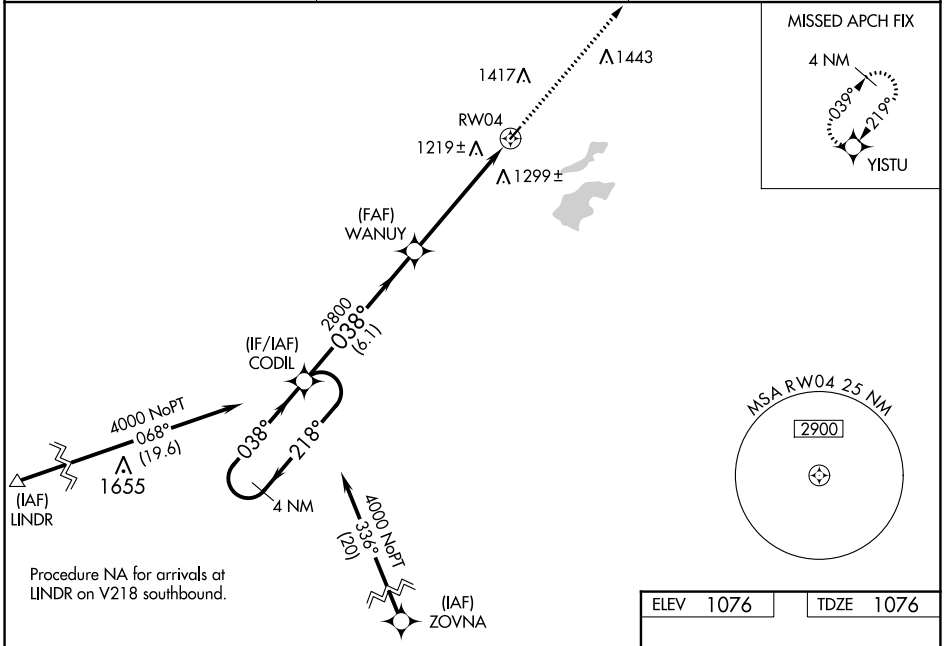 MISSED APCH FIX
4 NM
039°
219°
YISTU
1443
1417
RW04
1219±
1299±
(FAF)
WANUY
2800
038°
(6.1)
(IF/IAF)
CODIL
4000 NoPT
068°
(19.6)
1655
(IAF)
LINDR
038°
218°
4 NM
4000 NoPT
336°
(20)
(IAF)
ZOVNA
MSA RW04 25 NM
2900
Procedure NA for arrivals at
LINDR on V218 southbound.
ELEV 1076
TDZE 1076